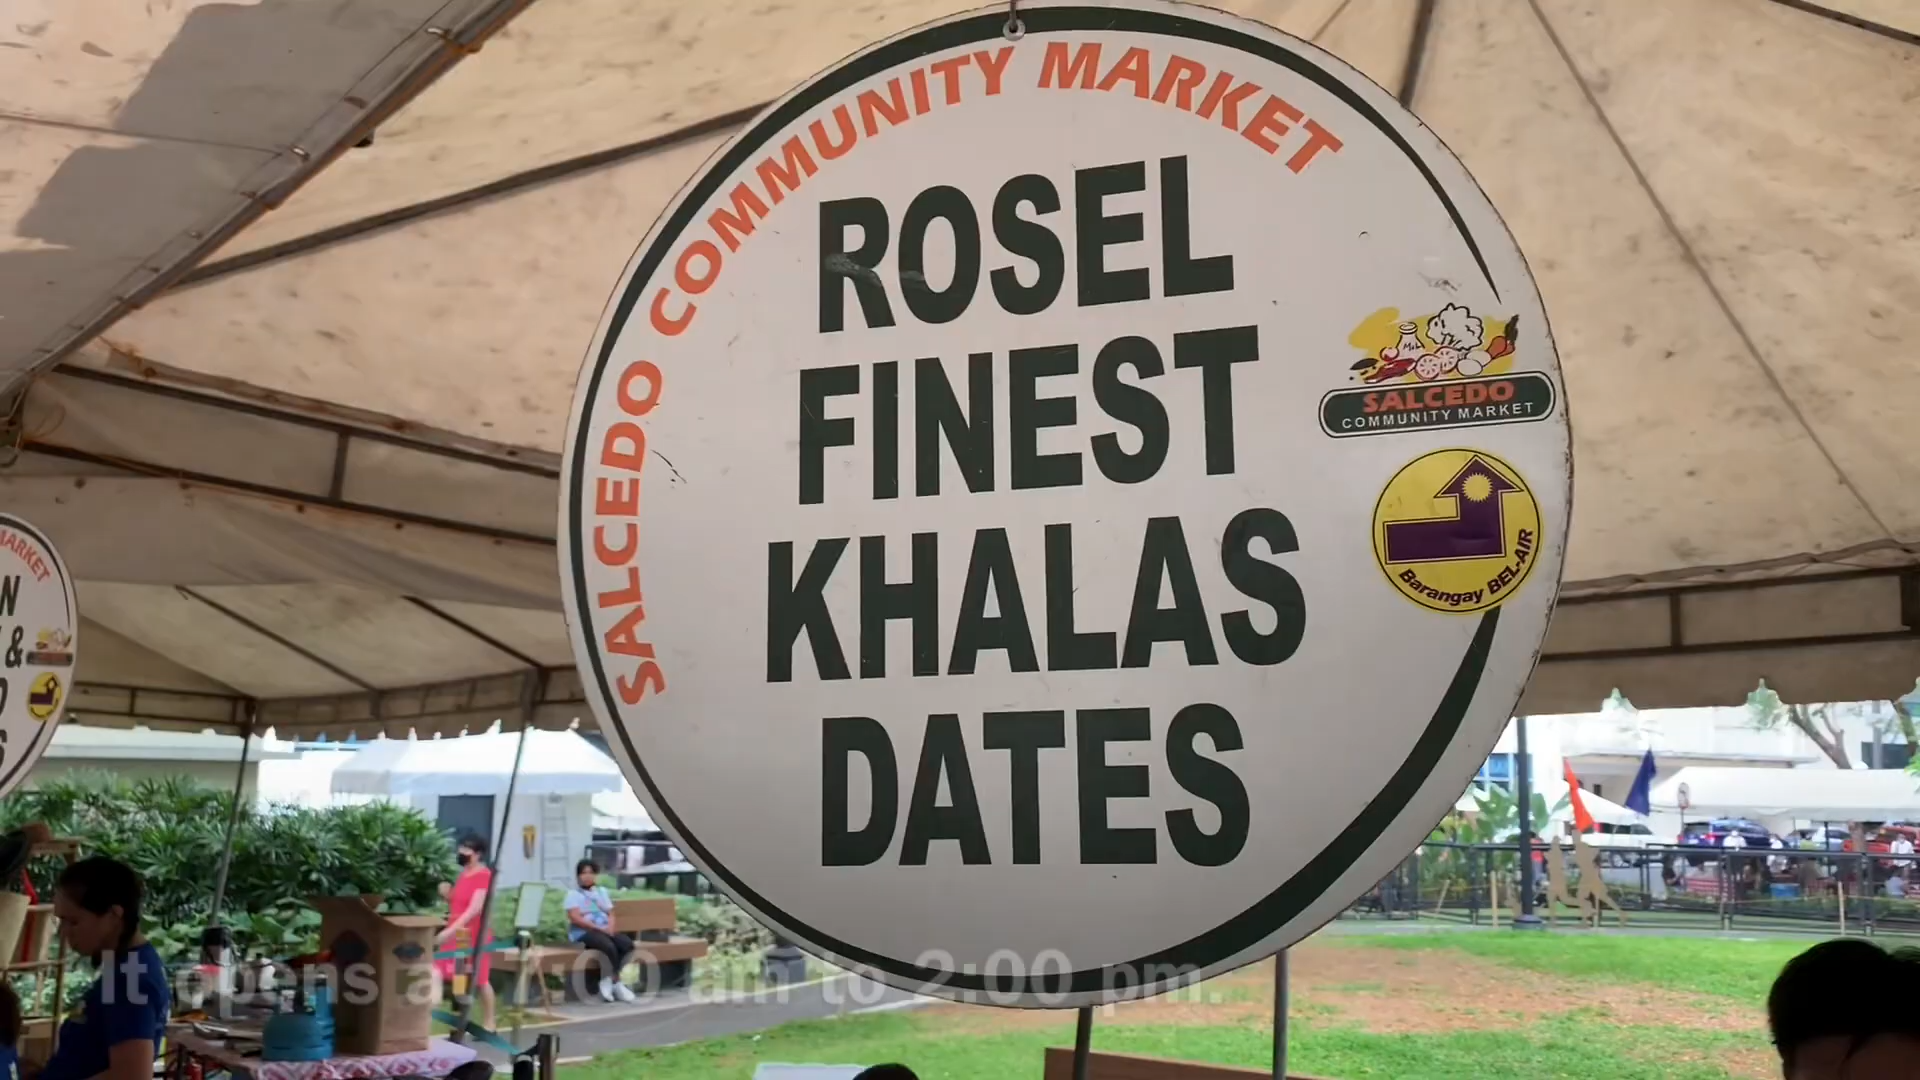 SALCEDO COMMUNITY MARKET
ROSEL
FINEST
KHALAS
DATES
SALCEDO
COMMUNITY MARKET
Barangay BEL-AIR
MARKET
&
It opens at 7:00 am to 2:00 pm.